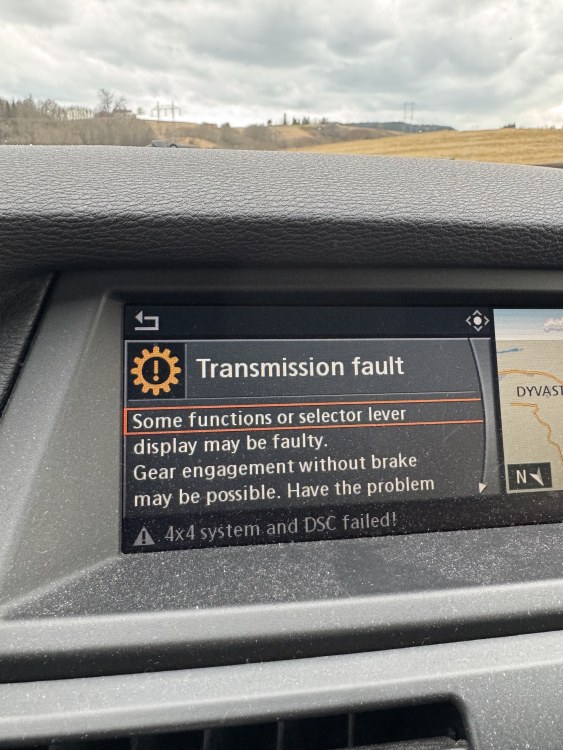 Transmission fault
Some functions or selector lever
display may be faulty.
Gear engagement without brake
may be possible. Have the problem
4x4 system and DSC failed!
DYVAST
N